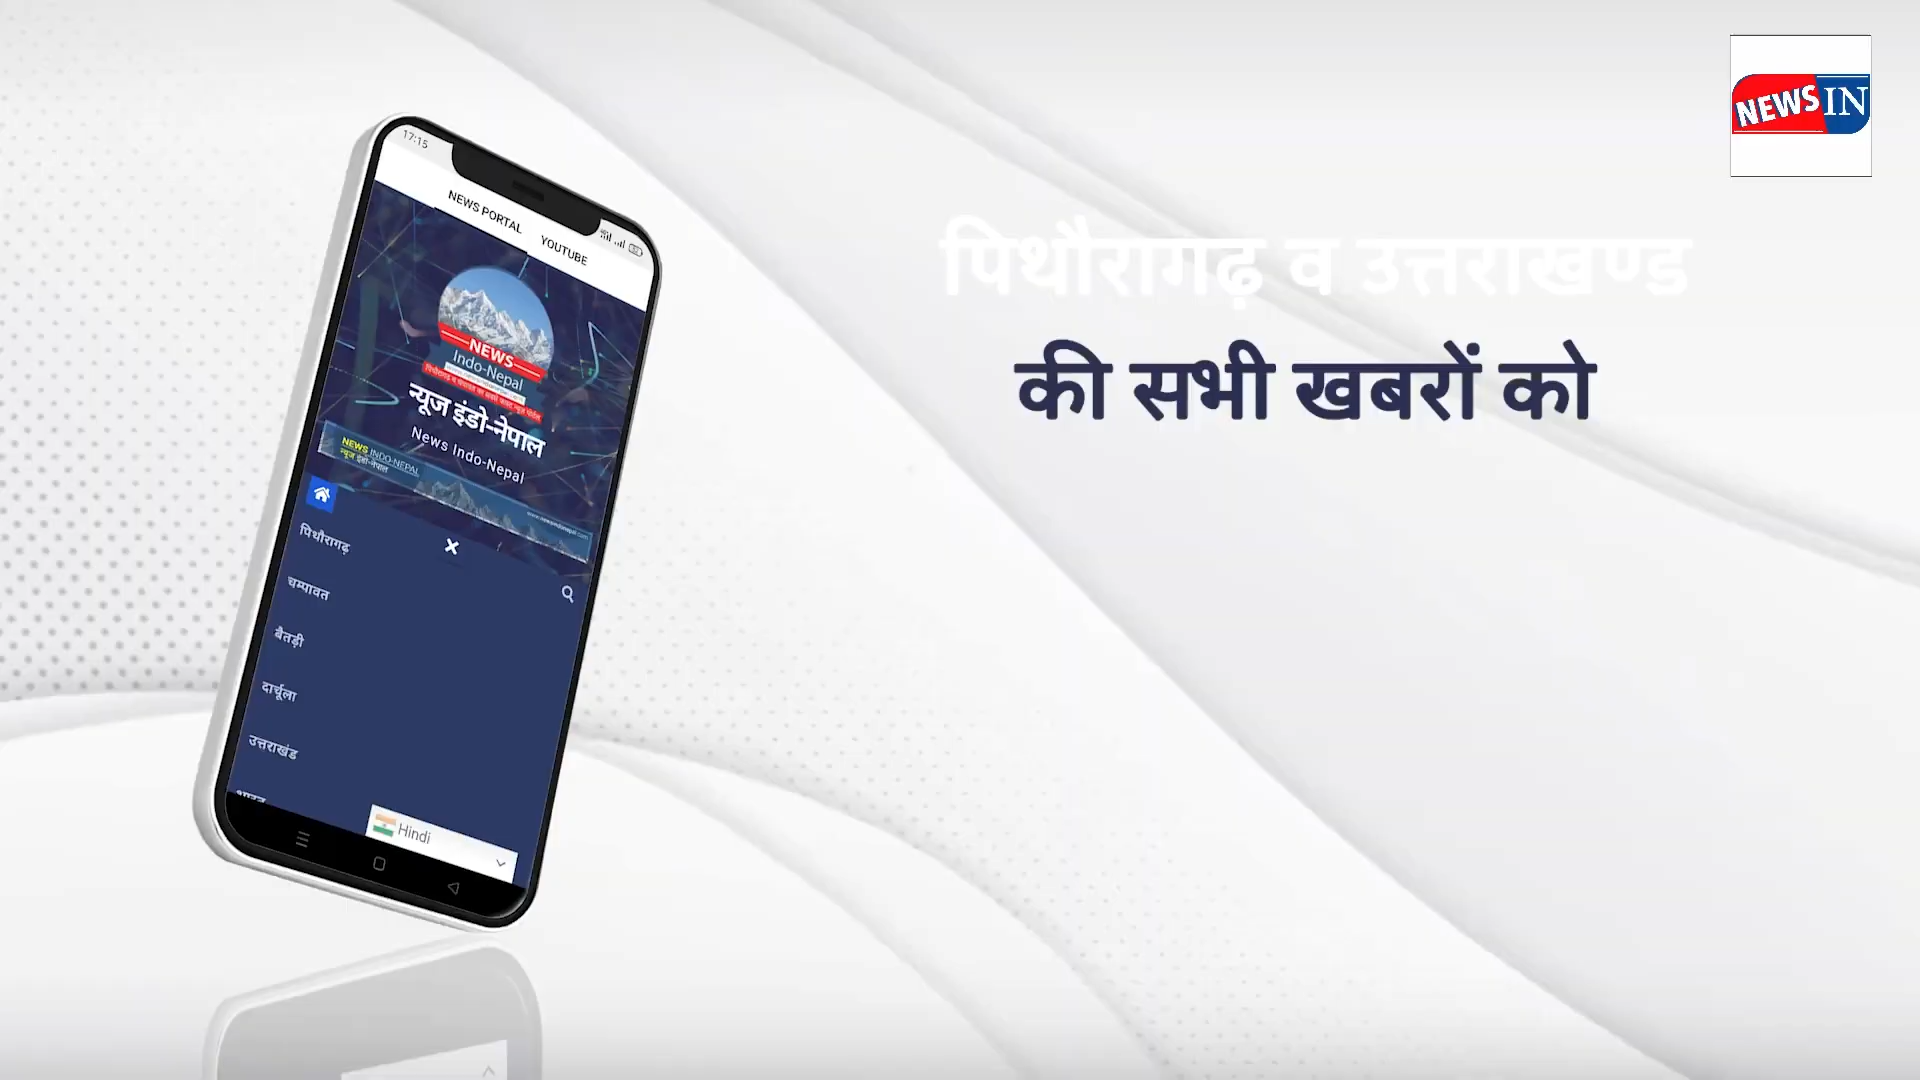 NEWS IN
पिथौरागढ़ व उत्तराखण्ड
की सभी खबरों को
17:15
NEWS PORTAL YOUTUBE
NEWS
Indo-Nepal
न्यूज इंडो-नेपाल
News Indo-Nepal
NEWS INDO-NEPAL
न्यूज इंडो-नेपाल
पिथौरागढ़
चम्पावत
बैतड़ी
दार्चूला
उत्तराखंड
Hindi